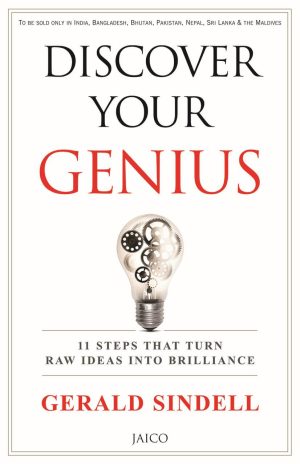 TO BE SOLD ONLY IN INDIA, BANGLADESH, BHUTAN, PAKISTAN, NEPAL, SRI LANKA & THE MALDIVES
DISCOVER
YOUR
GENIUS
11 STEPS THAT TURN
RAW IDEAS INTO BRILLIANCE
GERALD SINDELL
JAICO